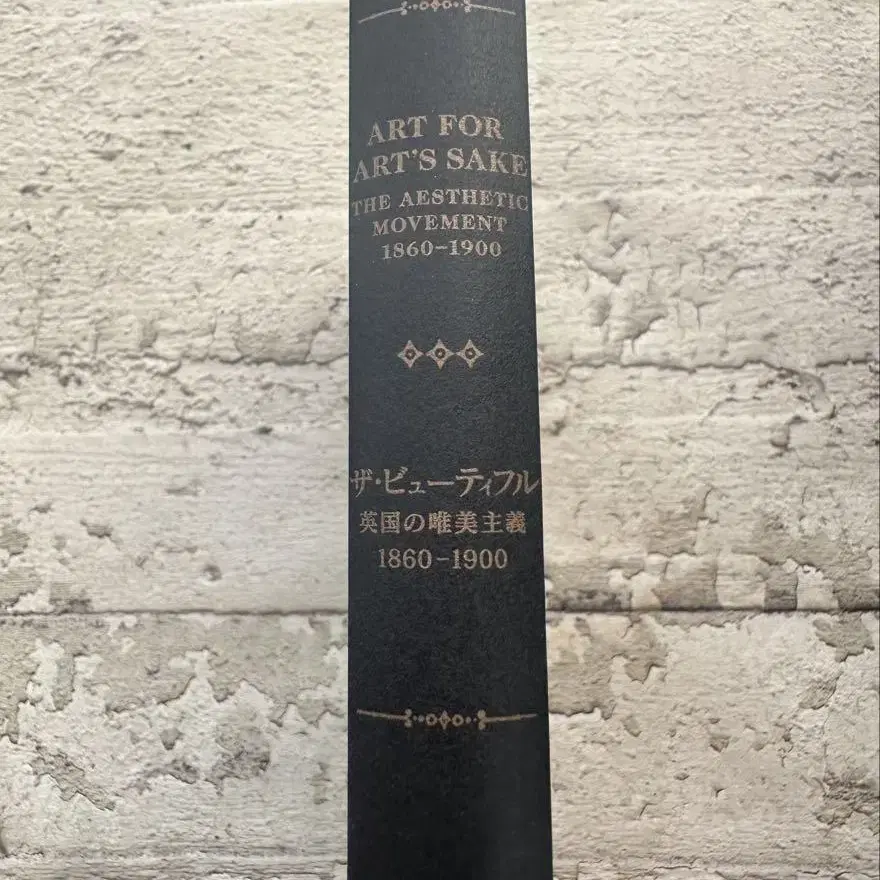 ART FOR
ART'S SAKE
THE AESTHETIC
MOVEMENT
1860–1900
ザ・ビューティフル
英国の唯美主義
1860–1900